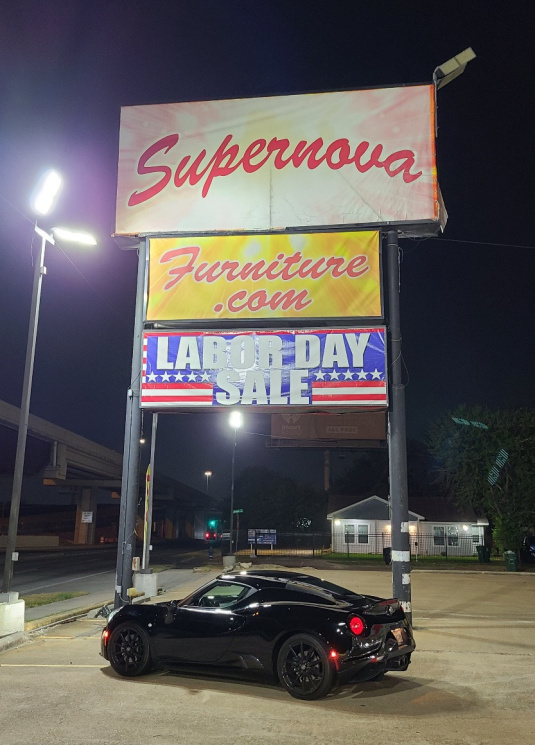 Supernova
Furniture
.com
LABOR DAY
SALE